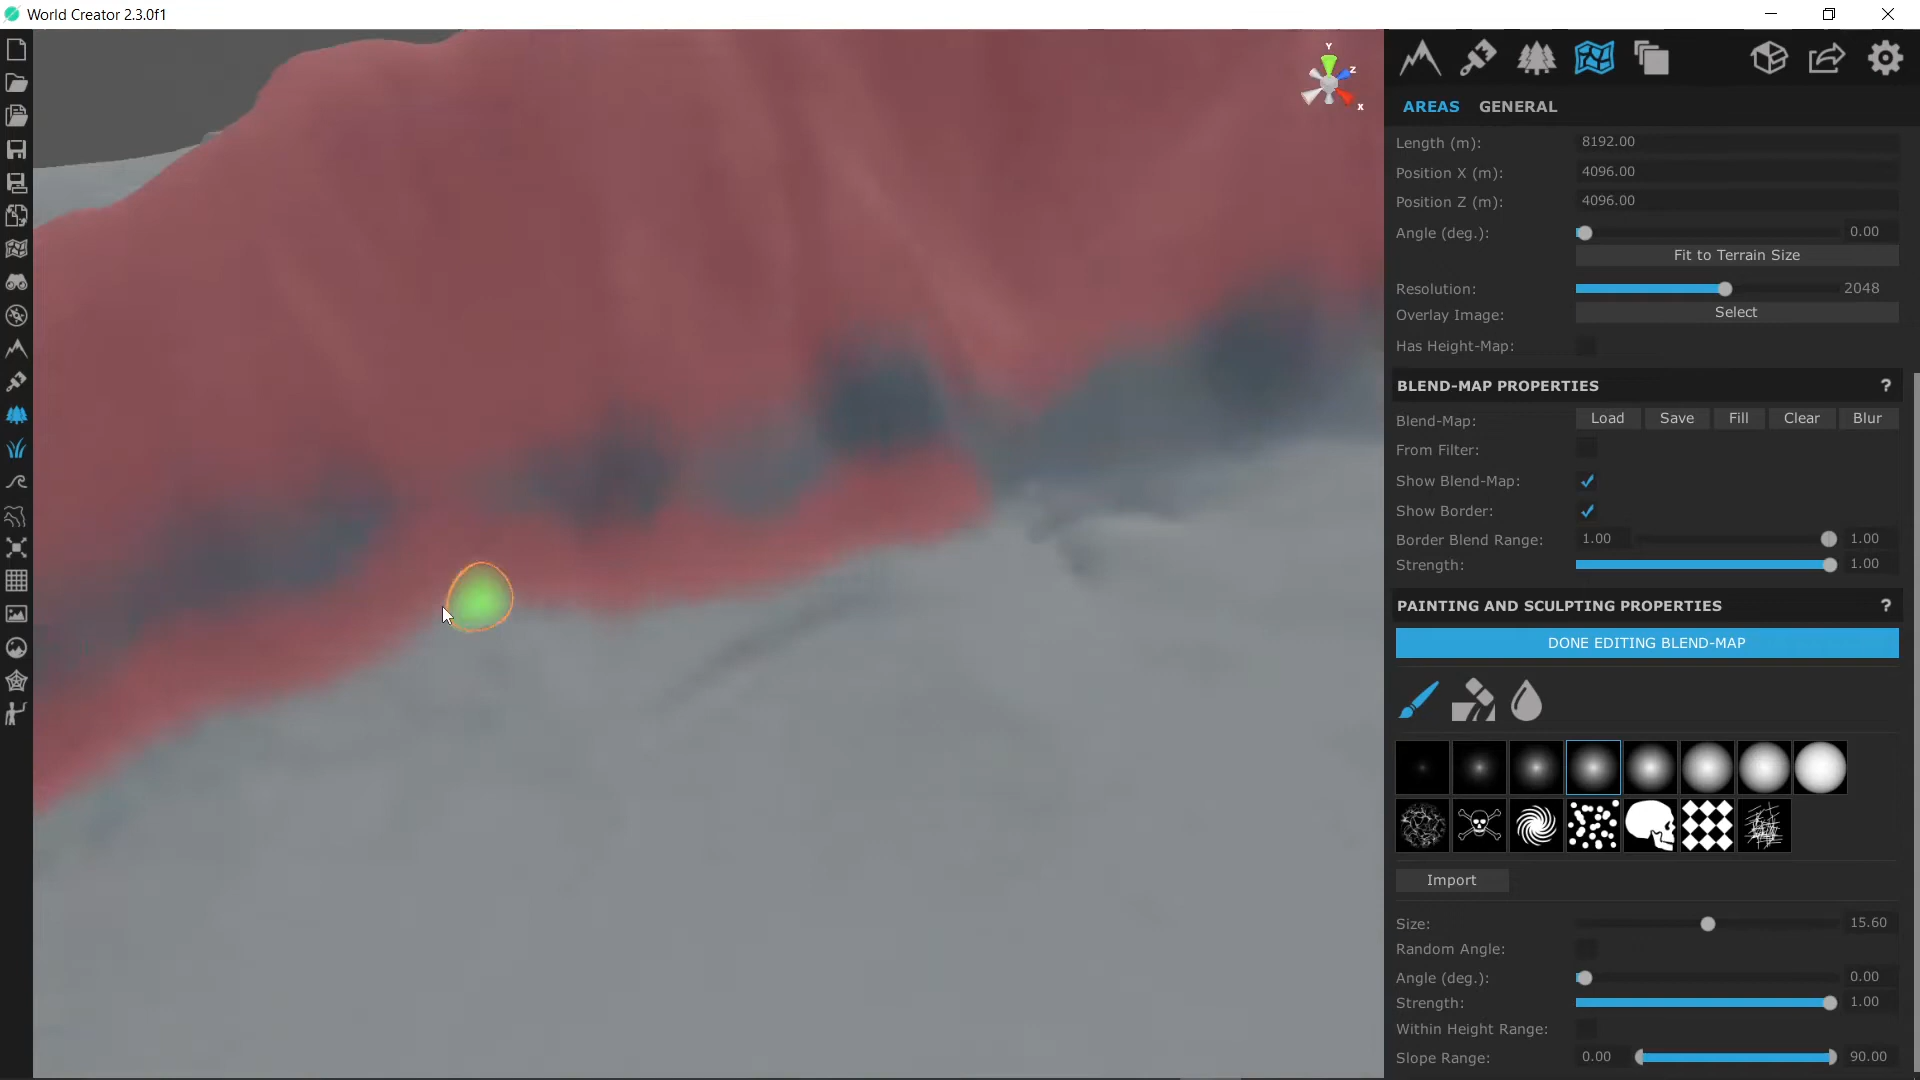 World Creator 2.3.0f1
Y
Z
X
AREAS GENERAL
Length (m): 8192.00
Position X (m): 4096.00
Position Z (m): 4096.00
Angle (deg.): 0.00
Fit to Terrain Size
Resolution: 2048
Overlay Image: Select
Has Height-Map:
BLEND-MAP PROPERTIES ?
Blend-Map: Load Save Fill Clear Blur
From Filter:
Show Blend-Map:
Show Border:
Border Blend Range: 1.00 1.00
Strength: 1.00
PAINTING AND SCULPTING PROPERTIES ?
DONE EDITING BLEND-MAP
Import
Size: 15.60
Random Angle:
Angle (deg.): 0.00
Strength: 1.00
Within Height Range:
Slope Range: 0.00 90.00